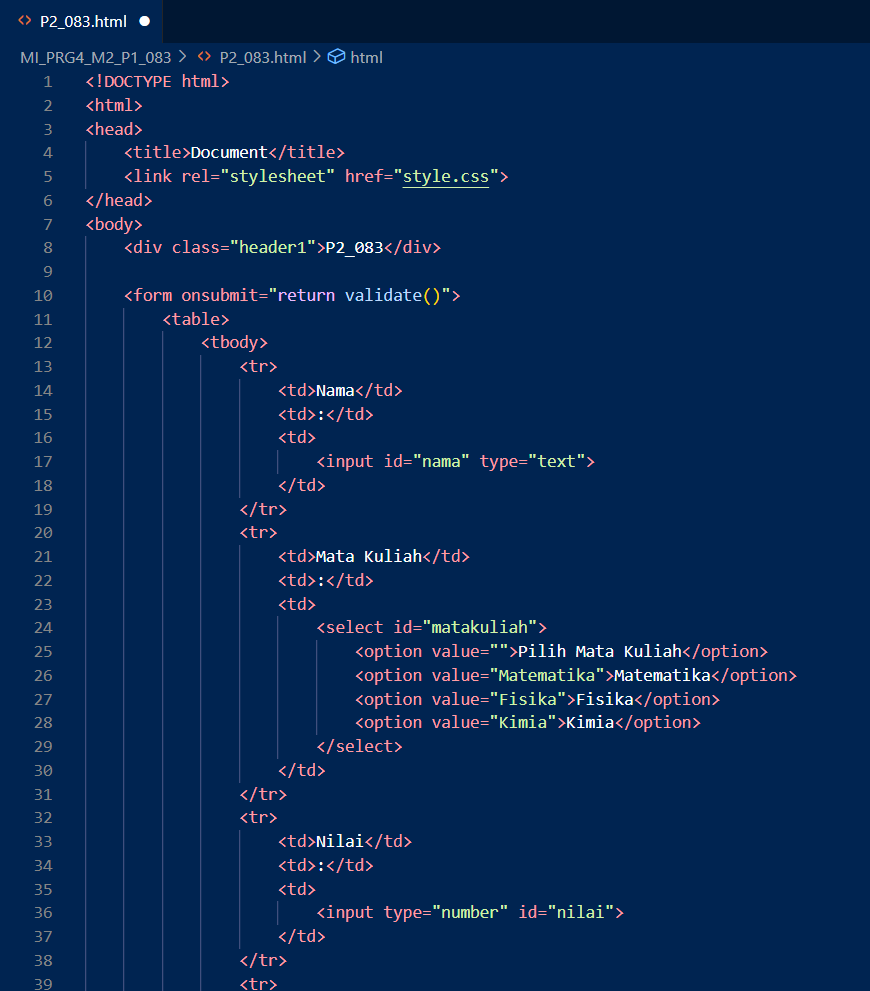 P2_083.html
MI_PRG4_M2_P1_083 > P2_083.html > html
1 <!DOCTYPE html>
2 <html>
3 <head>
4     <title>Document</title>
5     <link rel="stylesheet" href="style.css">
6 </head>
7 <body>
8     <div class="header1">P2_083</div>
9
10     <form onsubmit="return validate()">
11         <table>
12             <tbody>
13                 <tr>
14                     <td>Nama</td>
15                     <td>:</td>
16                     <td>
17                         <input id="nama" type="text">
18                     </td>
19                 </tr>
20                 <tr>
21                     <td>Mata Kuliah</td>
22                     <td>:</td>
23                     <td>
24                         <select id="matakuliah">
25                             <option value="">Pilih Mata Kuliah</option>
26                             <option value="Matematika">Matematika</option>
27                             <option value="Fisika">Fisika</option>
28                             <option value="Kimia">Kimia</option>
29                         </select>
30                     </td>
31                 </tr>
32                 <tr>
33                     <td>Nilai</td>
34                     <td>:</td>
35                     <td>
36                         <input type="number" id="nilai">
37                     </td>
38                 </tr>
39                 <tr>